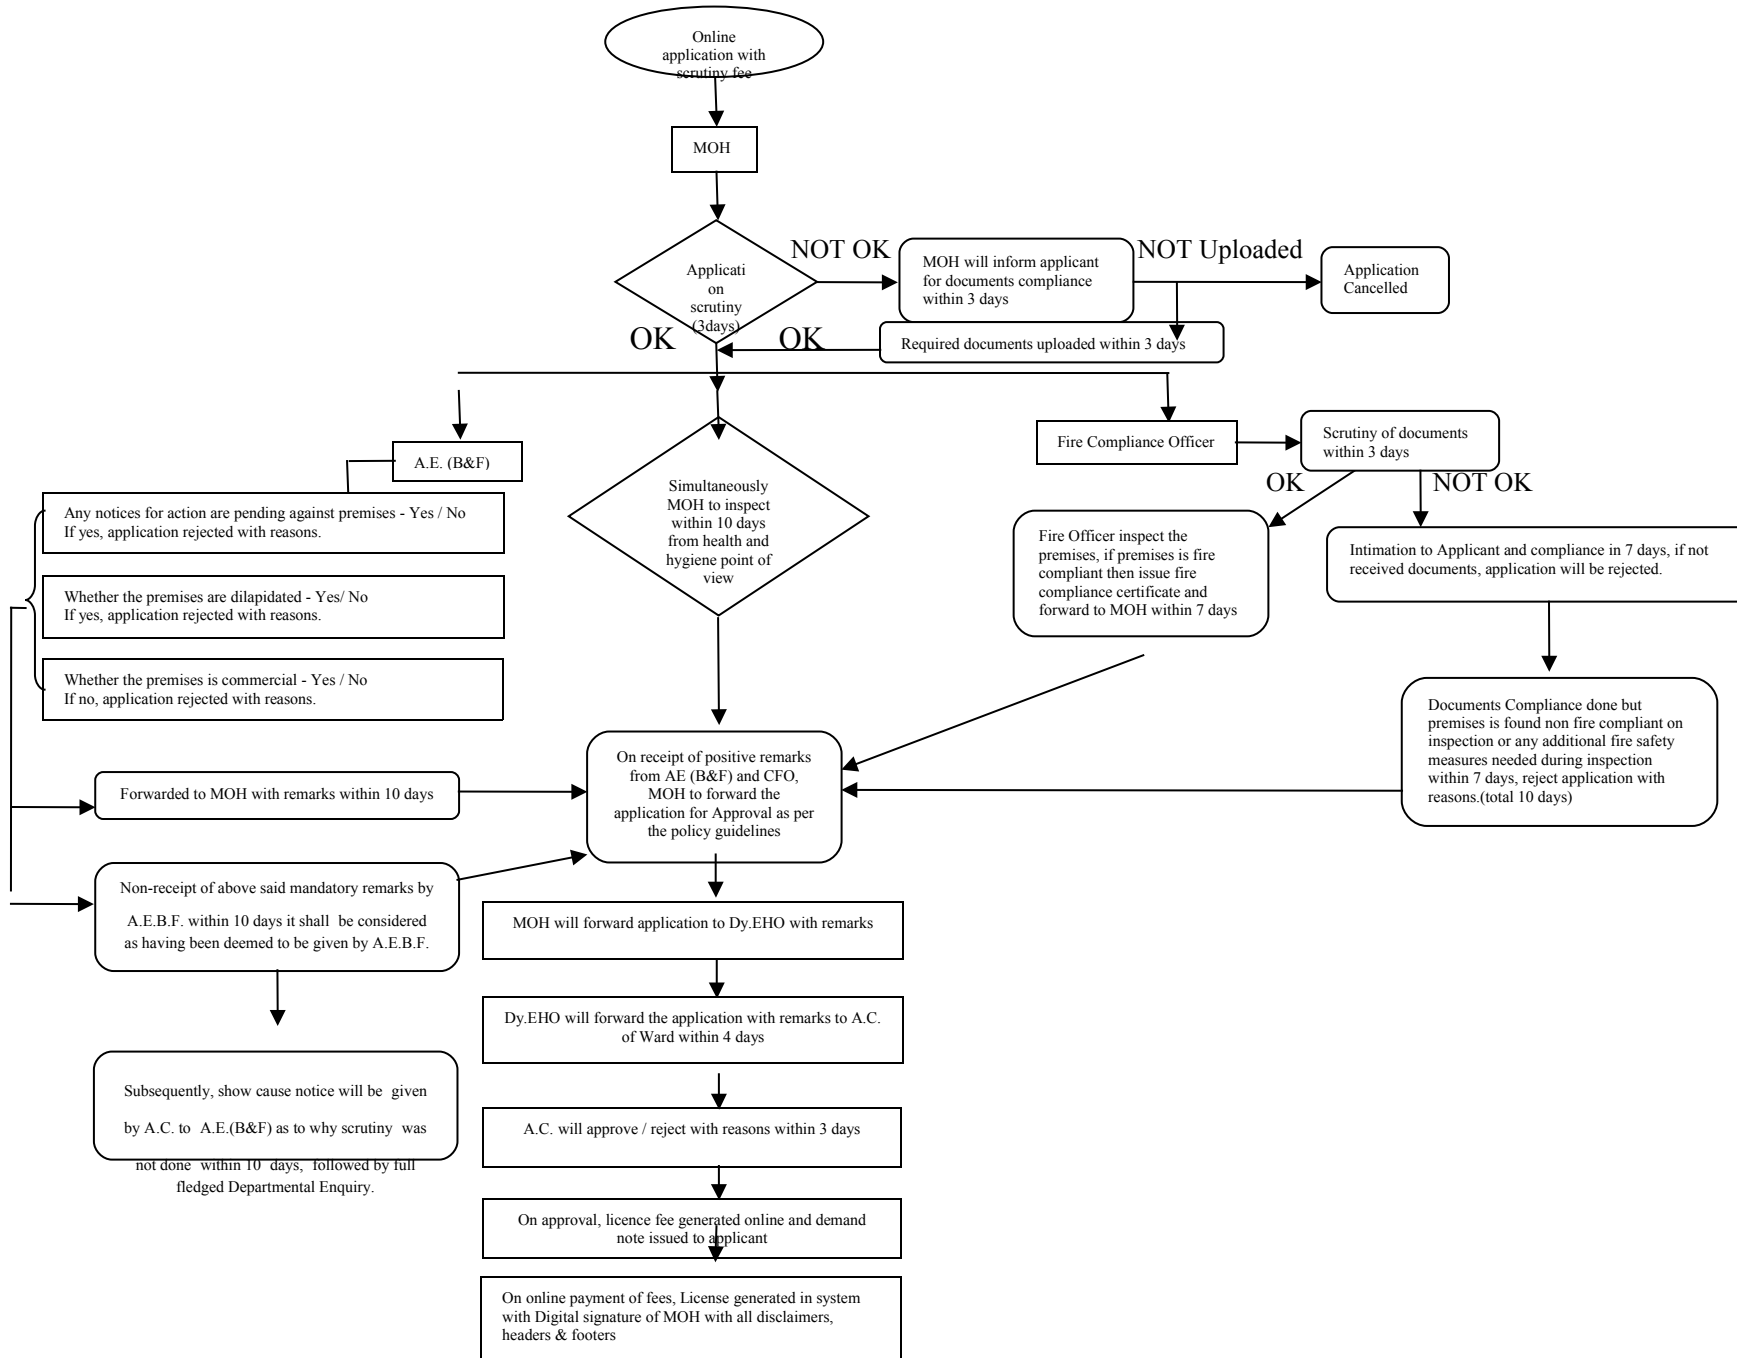 Online
application with
scrutiny fee
MOH
Applicati
on
scrutiny
(3days)
NOT OK
MOH will inform applicant
for documents compliance
within 3 days
NOT Uploaded
Application
Cancelled
OK
OK
Required documents uploaded within 3 days
A.E. (B&F)
Any notices for action are pending against premises - Yes / No
If yes, application rejected with reasons.
Whether the premises are dilapidated - Yes/ No
If yes, application rejected with reasons.
Whether the premises is commercial - Yes / No
If no, application rejected with reasons.
Simultaneously
MOH to inspect
within 10 days
from health and
hygiene point of
view
Fire Compliance Officer
Scrutiny of documents
within 3 days
OK
NOT OK
Fire Officer inspect the
premises, if premises is fire
compliant then issue fire
compliance certificate and
forward to MOH within 7 days
Intimation to Applicant and compliance in 7 days, if not
received documents, application will be rejected.
Documents Compliance done but
premises is found non fire compliant on
inspection or any additional fire safety
measures needed during inspection
within 7 days, reject application with
reasons.(total 10 days)
Forwarded to MOH with remarks within 10 days
On receipt of positive remarks
from AE (B&F) and CFO,
MOH to forward the
application for Approval as per
the policy guidelines
Non-receipt of above said mandatory remarks by
A.E.B.F. within 10 days it shall be considered
as having been deemed to be given by A.E.B.F.
Subsequently, show cause notice will be given
by A.C. to A.E.(B&F) as to why scrutiny was
not done within 10 days, followed by full
fledged Departmental Enquiry.
MOH will forward application to Dy.EHO with remarks
Dy.EHO will forward the application with remarks to A.C.
of Ward within 4 days
A.C. will approve / reject with reasons within 3 days
On approval, licence fee generated online and demand
note issued to applicant
On online payment of fees, License generated in system
with Digital signature of MOH with all disclaimers,
headers & footers